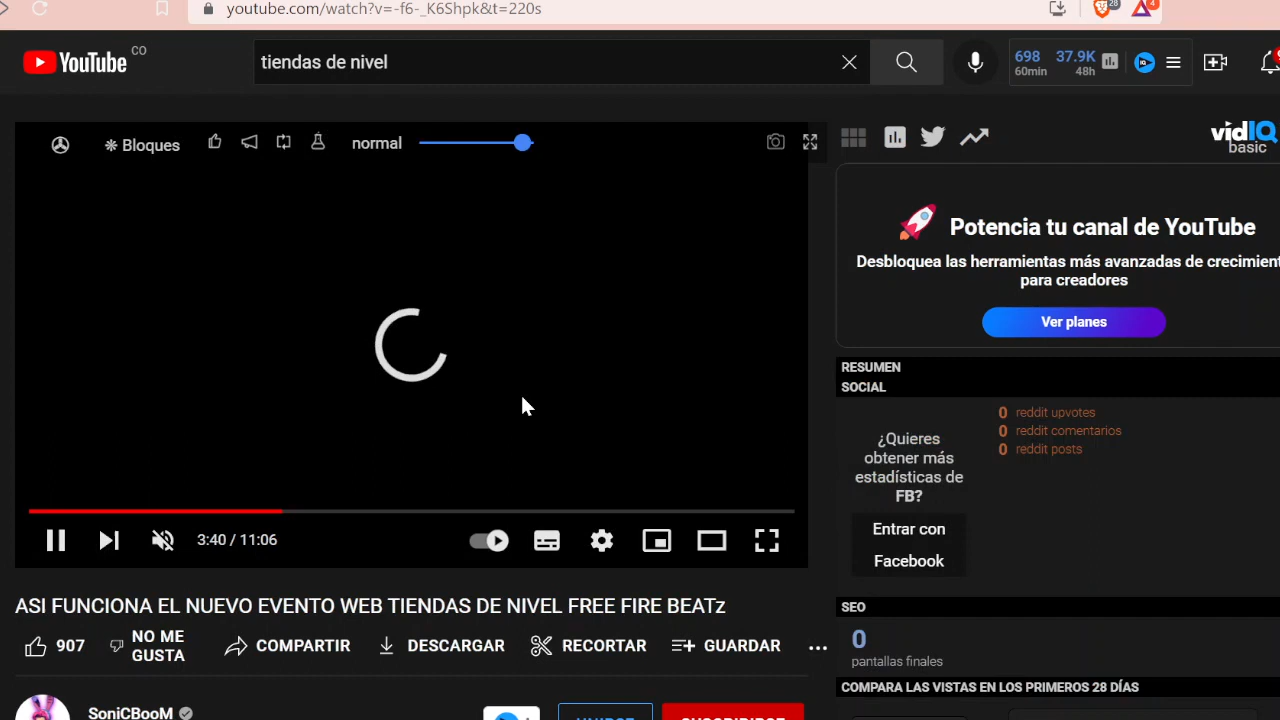 youtube.com/watch?v=-f6-_K6Shpk&t=220s
28
4
YouTube CO
tiendas de nivel
698 37.9K
60min 48h
Bloques
normal
vidIQ
basic
Potencia tu canal de YouTube
Desbloquea las herramientas más avanzadas de crecimient
para creadores
Ver planes
RESUMEN
SOCIAL
¿Quieres
obtener más
estadísticas de
FB?
Entrar con
Facebook
0 reddit upvotes
0 reddit comentarios
0 reddit posts
3:40 / 11:06
ASI FUNCIONA EL NUEVO EVENTO WEB TIENDAS DE NIVEL FREE FIRE BEATz
907
NO ME
GUSTA
COMPARTIR
DESCARGAR
RECORTAR
GUARDAR
SEO
0
pantallas finales
COMPARA LAS VISTAS EN LOS PRIMEROS 28 DÍAS
SoniCBooM